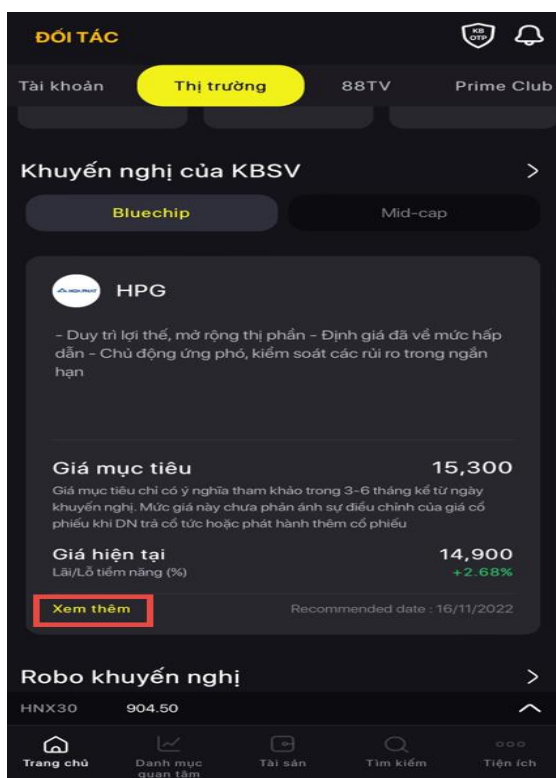 ĐỐI TÁC
KB
OTP
Tài khoản Thị trường 88TV Prime Club
Khuyến nghị của KBSV >
Bluechip Mid-cap
HOA PHAT HPG
- Duy trì lợi thế, mở rộng thị phần - Định giá đã về mức hấp
dẫn - Chủ động ứng phó, kiểm soát các rủi ro trong ngắn
hạn
Giá mục tiêu 15,300
Giá mục tiêu chỉ có ý nghĩa tham khảo trong 3-6 tháng kể từ ngày
khuyến nghị. Mức giá này chưa phản ánh sự điều chỉnh của giá cổ
phiếu khi DN trả cổ tức hoặc phát hành thêm cổ phiếu
Giá hiện tại 14,900
Lãi/Lỗ tiềm năng (%) +2.68%
Xem thêm Recommended date : 16/11/2022
Robo khuyến nghị >
HNX30 904.50
Trang chủ Danh mục Tài sản Tìm kiếm Tiện ích
quan tâm